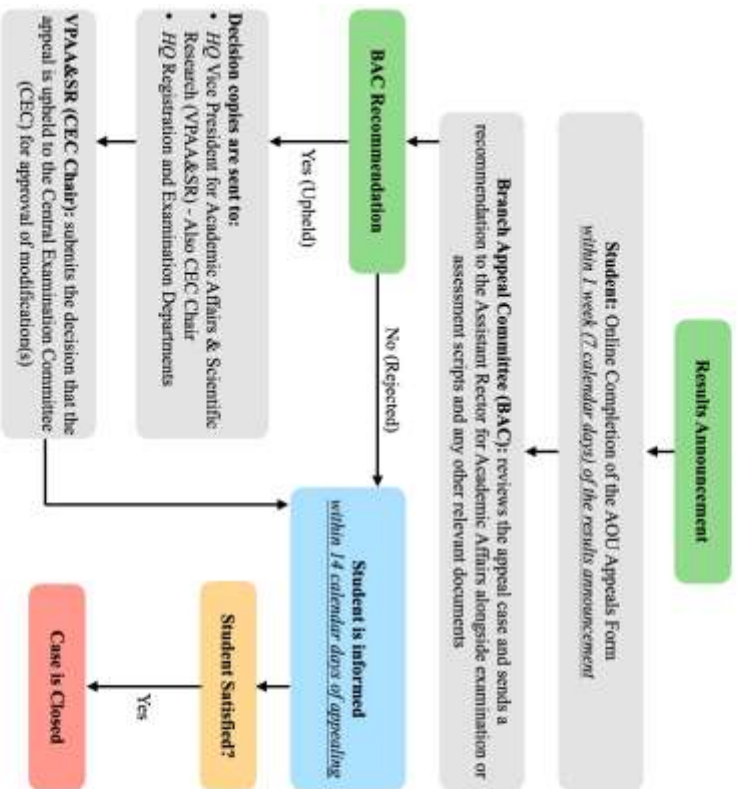 Results Announcement
Student: Online Completion of the AOU Appeals Form
within 1 week (7 calendar days) of the results announcement
Branch Appeal Committee (BAC): reviews the appeal case and sends a
recommendation to the Assistant Rector for Academic Affairs alongside examination or
assessment scripts and any other relevant documents
BAC Recommendation
Yes (Upheld)
No (Rejected)
Decision copies are sent to:
• HQ Vice President for Academic Affairs & Scientific
Research (VPAA&SR) - Also CEC Chair
• HQ Registration and Examination Departments
VPAA&SR (CEC Chair): submits the decision that the
appeal is upheld to the Central Examination Committee
(CEC) for approval of modification(s)
Student is informed
within 14 calendar days of appealing
Student Satisfied?
Yes
Case is Closed